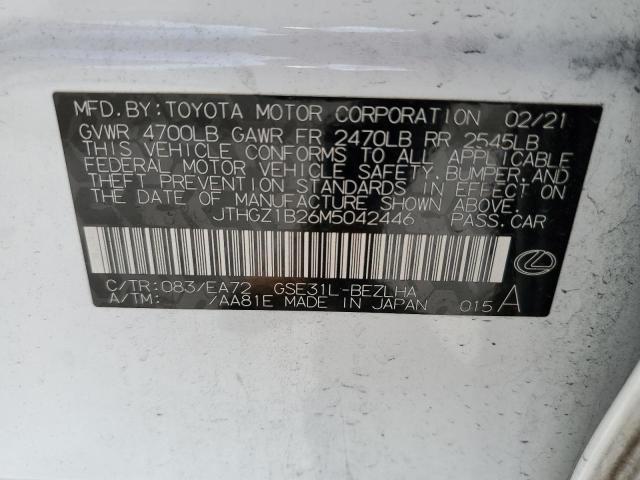 MFD.BY:TOYOTA MOTOR CORPORATION 02/21
GVWR 4700LB GAWR FR 2470LB RR 2545LB
THIS VEHICLE CONFORMS TO ALL APPLICABLE
FEDERAL MOTOR VEHICLE SAFETY,BUMPER,AND
THEFT PREVENTION STANDARDS IN EFFECT ON
THE DATE OF MANUFACTURE SHOWN ABOVE.
JTHGZ1B26M5042446 PASS.CAR
C/TR:083/EA72 GSE31L-BEZLHA
A/TM: /AA81E MADE IN JAPAN 015 A